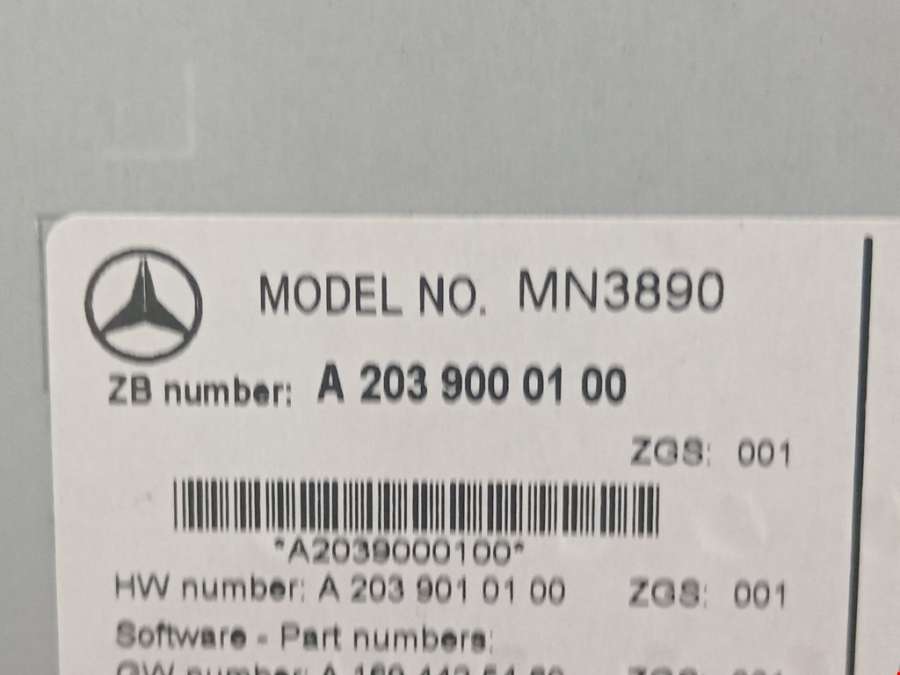 MODEL NO. MN3890
ZB number: A 203 900 01 00
ZGS: 001
*A2039000100*
HW number: A 203 901 01 00 ZGS: 001
Software - Part numbers:
number: A